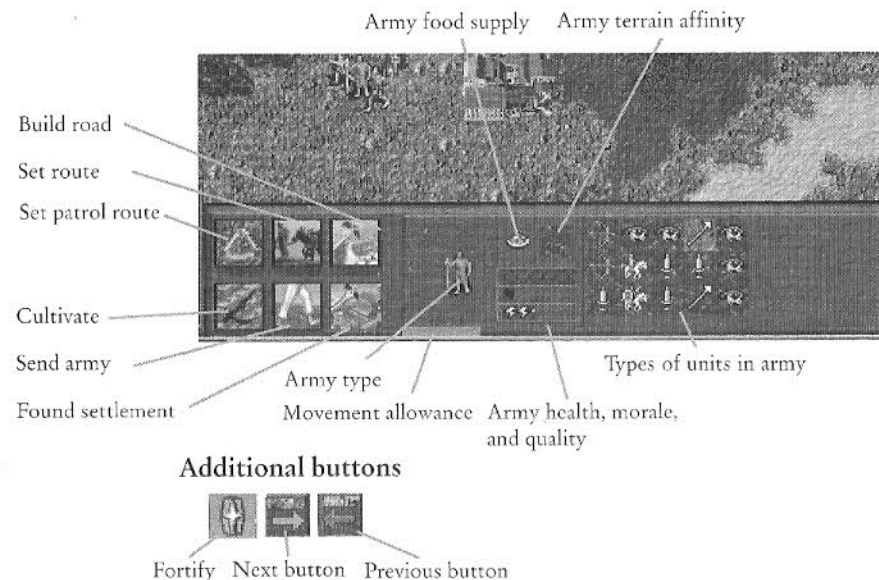 Army food supply
Army terrain affinity
Build road
Set route
Set patrol route
Cultivate
Send army
Found settlement
Army type
Movement allowance
Army health, morale,
and quality
Types of units in army
Additional buttons
Fortify
Next button
Previous button